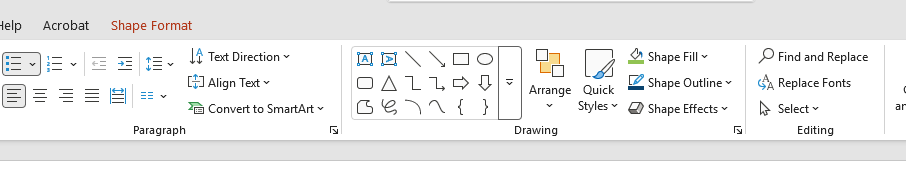 Help Acrobat Shape Format
Text Direction Shape Fill Find and Replace
Align Text Arrange Quick Styles Shape Outline Replace Fonts
Convert to SmartArt Shape Effects Select
Paragraph Drawing Editing